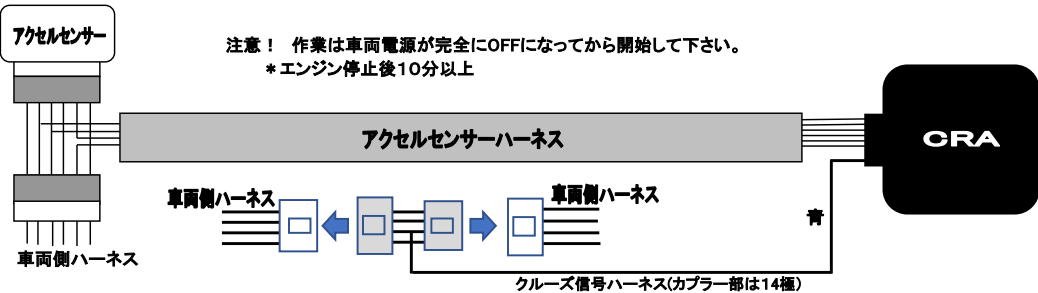 アクセルセンサー
注意！　作業は車両電源が完全にOFFになってから開始して下さい。
＊エンジン停止後１０分以上
アクセルセンサーハーネス
CRA
車両側ハーネス
車両側ハーネス
青
車両側ハーネス
クルーズ信号ハーネス(カプラー部は14極)